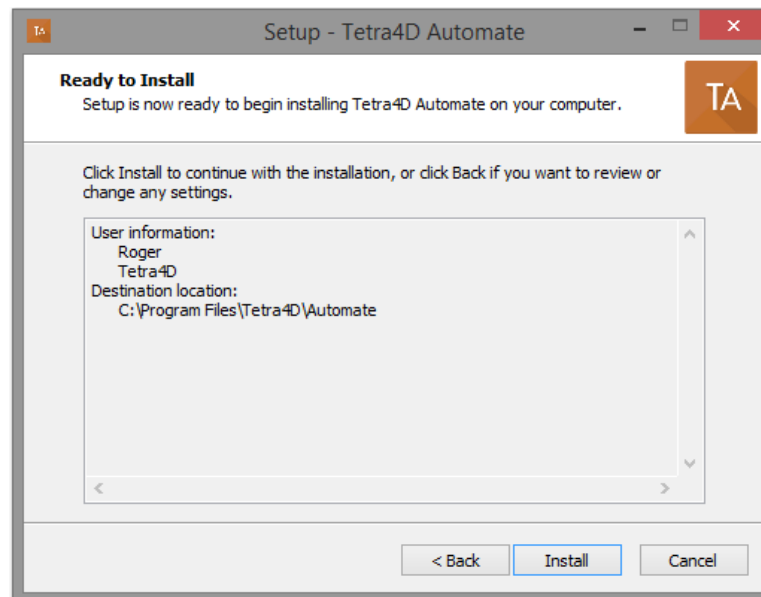 TA
Setup - Tetra4D Automate
Ready to Install
Setup is now ready to begin installing Tetra4D Automate on your computer.
TA
Click Install to continue with the installation, or click Back if you want to review or
change any settings.
User information:
Roger
Tetra4D
Destination location:
C:\Program Files\Tetra4D\Automate
< Back
Install
Cancel